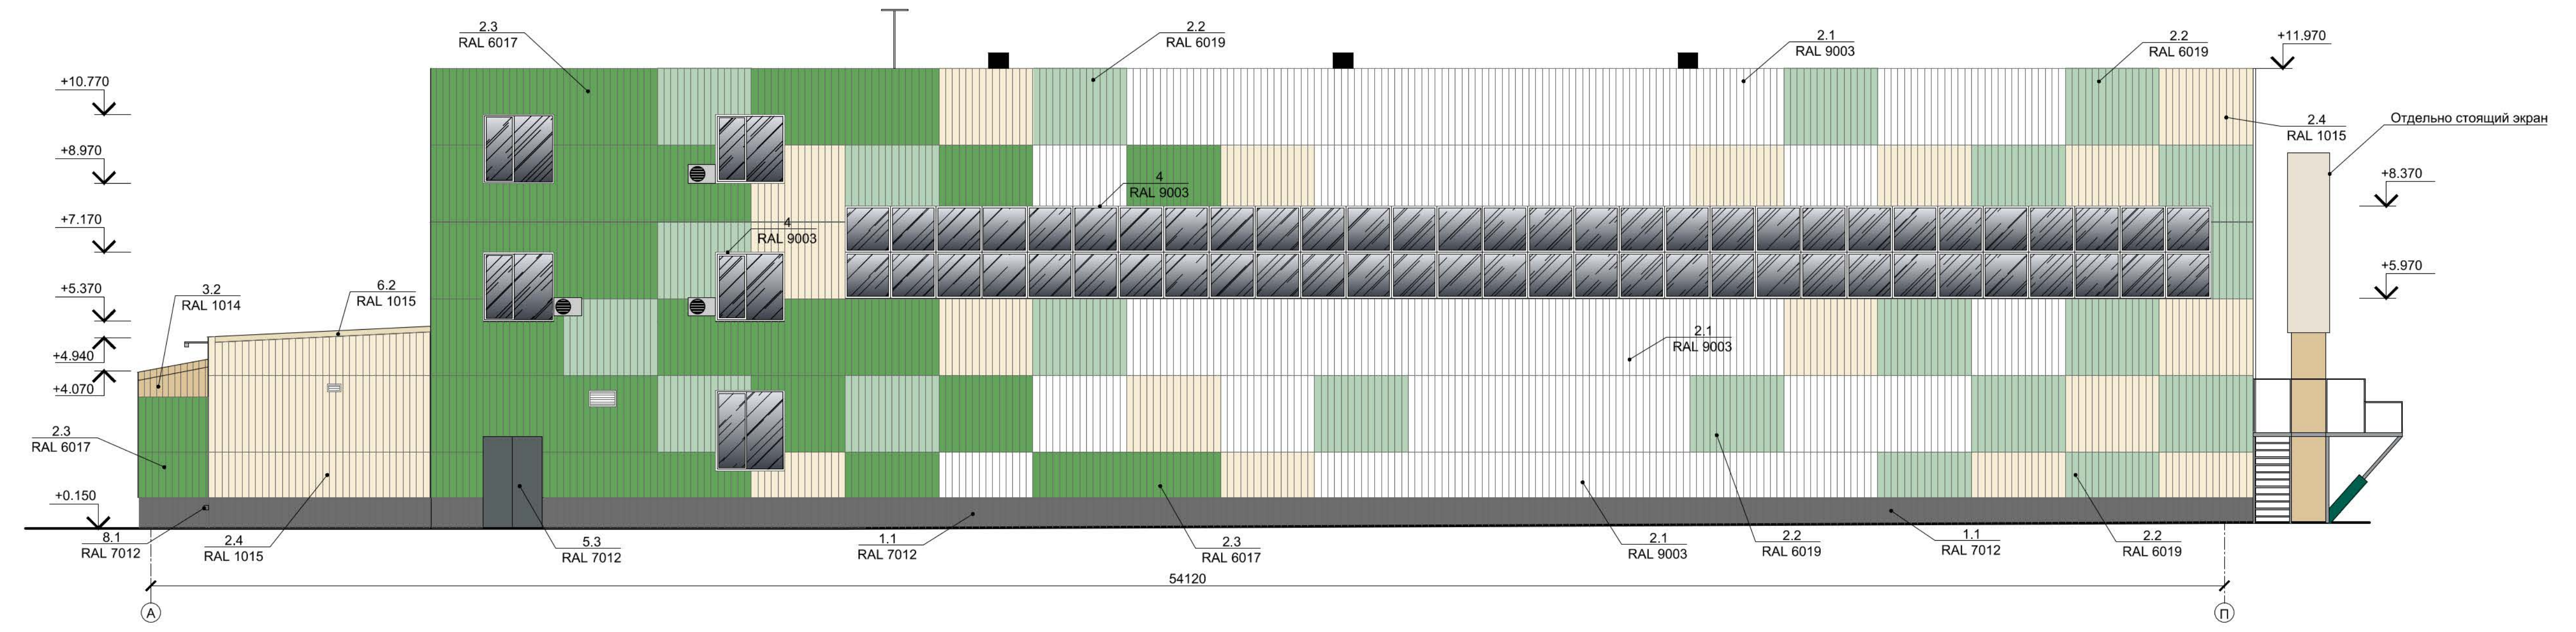 2.3
RAL 6017
2.2
RAL 6019
2.1
RAL 9003
2.2
RAL 6019
+11.970
+10.770
2.4
RAL 1015
Отдельно стоящий экран
+8.970
4
RAL 9003
+8.370
+7.170
4
RAL 9003
+5.970
+5.370
3.2
RAL 1014
6.2
RAL 1015
2.1
RAL 9003
+4.940
+4.070
2.3
RAL 6017
+0.150
8.1
RAL 7012
2.4
RAL 1015
5.3
RAL 7012
1.1
RAL 7012
2.3
RAL 6017
2.1
RAL 9003
2.2
RAL 6019
1.1
RAL 7012
2.2
RAL 6019
54120
А
П